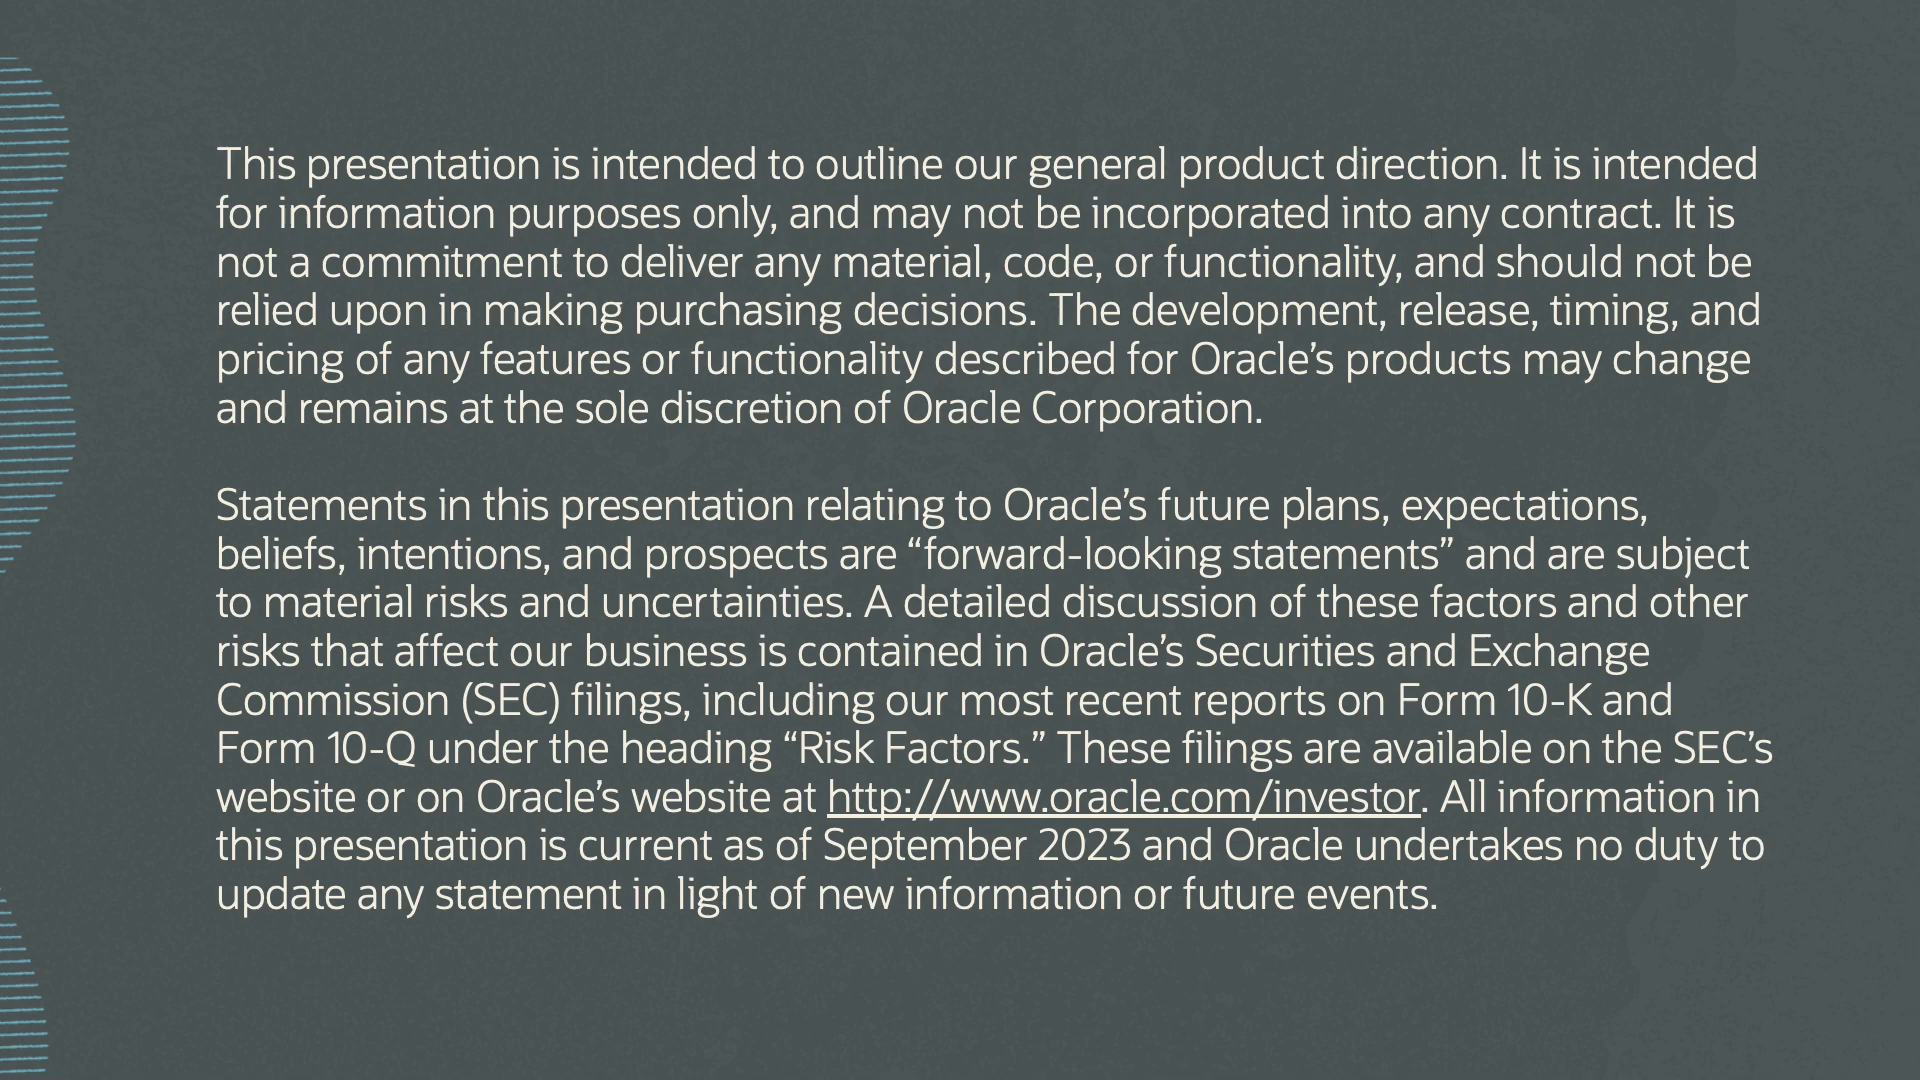 This presentation is intended to outline our general product direction. It is intended
for information purposes only, and may not be incorporated into any contract. It is
not a commitment to deliver any material, code, or functionality, and should not be
relied upon in making purchasing decisions. The development, release, timing, and
pricing of any features or functionality described for Oracle’s products may change
and remains at the sole discretion of Oracle Corporation.
Statements in this presentation relating to Oracle’s future plans, expectations,
beliefs, intentions, and prospects are “forward-looking statements” and are subject
to material risks and uncertainties. A detailed discussion of these factors and other
risks that affect our business is contained in Oracle’s Securities and Exchange
Commission (SEC) filings, including our most recent reports on Form 10-K and
Form 10-Q under the heading “Risk Factors.” These filings are available on the SEC’s
website or on Oracle’s website at http://www.oracle.com/investor. All information in
this presentation is current as of September 2023 and Oracle undertakes no duty to
update any statement in light of new information or future events.